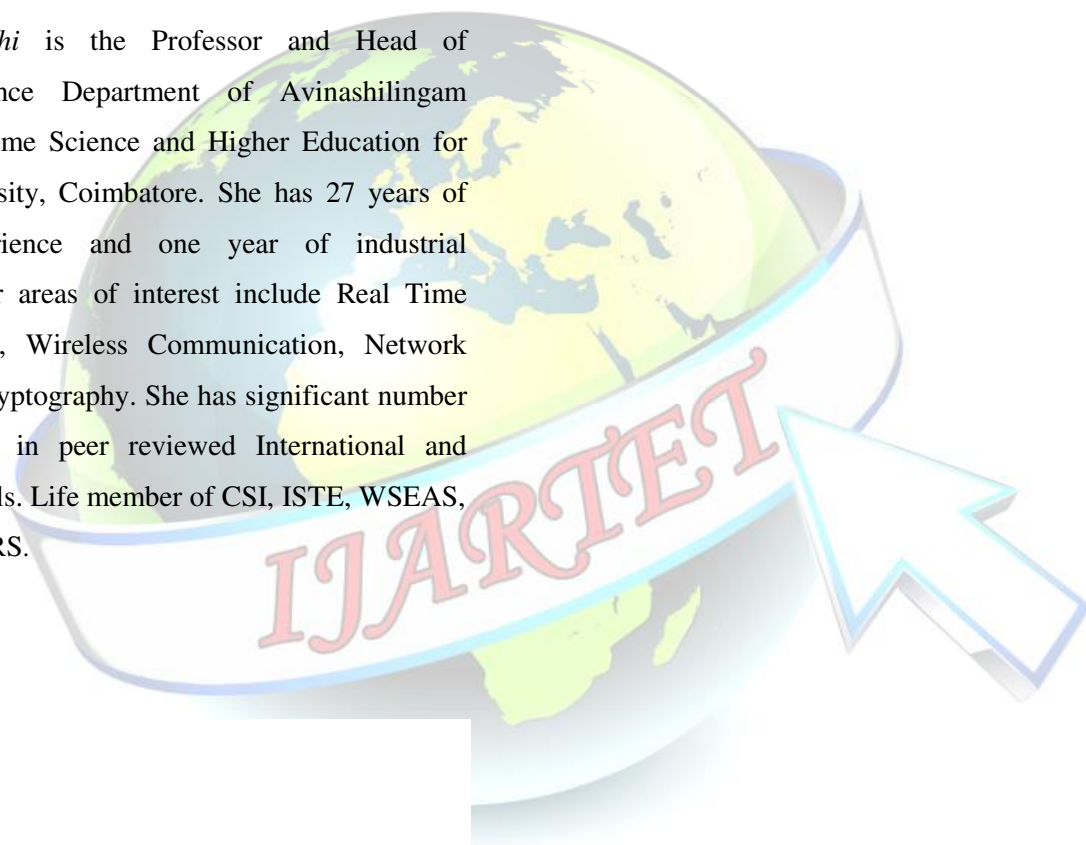 hi is the Professor and Head of
nce Department of Avinashilingam
me Science and Higher Education for
sity, Coimbatore. She has 27 years of
rience and one year of industrial
r areas of interest include Real Time
, Wireless Communication, Network
yptography. She has significant number
in peer reviewed International and
ls. Life member of CSI, ISTE, WSEAS,
RS.
IJARTET